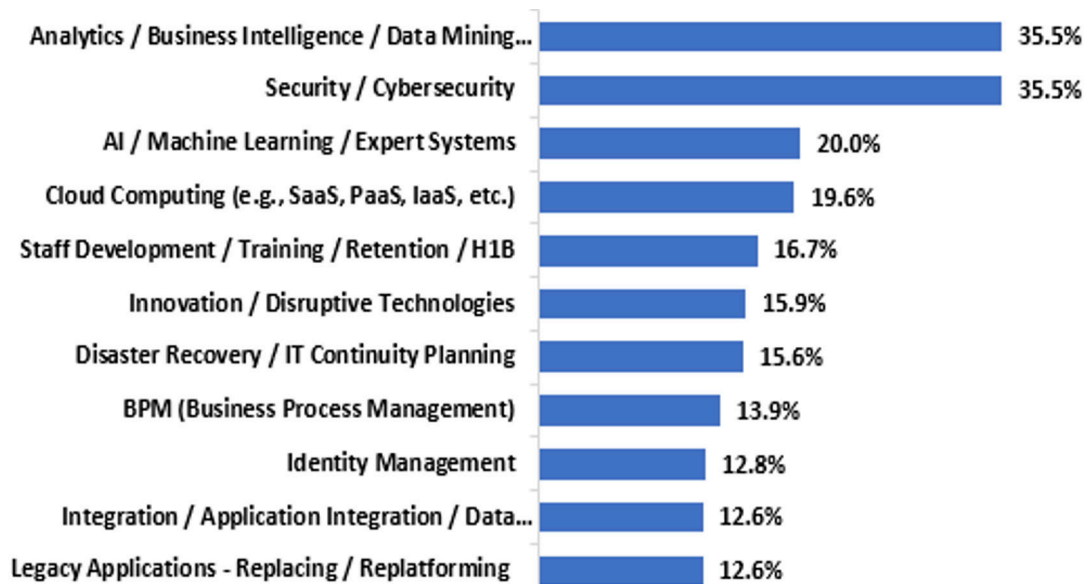 Analytics / Business Intelligence / Data Mining... 35.5%
Security / Cybersecurity 35.5%
AI / Machine Learning / Expert Systems 20.0%
Cloud Computing (e.g., SaaS, PaaS, IaaS, etc.) 19.6%
Staff Development / Training / Retention / H1B 16.7%
Innovation / Disruptive Technologies 15.9%
Disaster Recovery / IT Continuity Planning 15.6%
BPM (Business Process Management) 13.9%
Identity Management 12.8%
Integration / Application Integration / Data... 12.6%
Legacy Applications - Replacing / Replatforming 12.6%